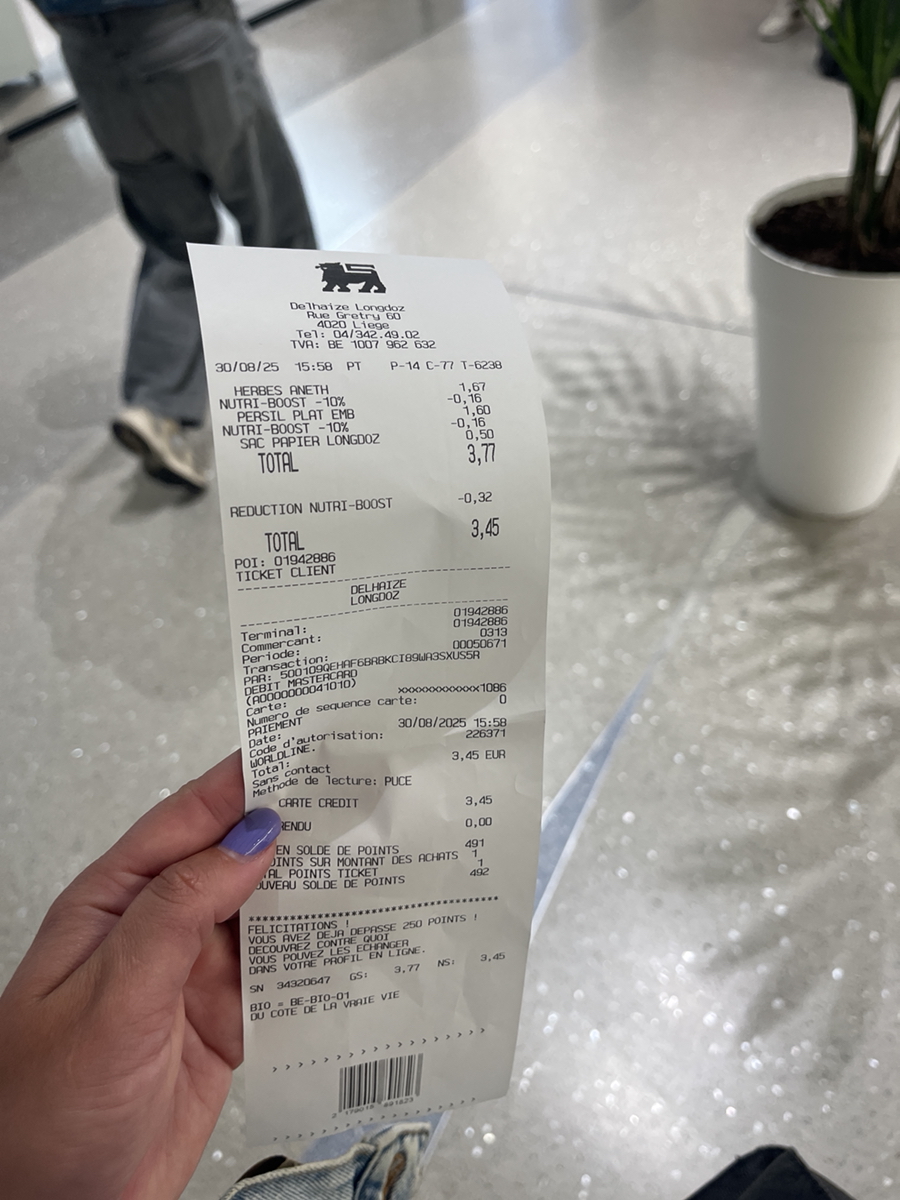 Delhaize Longdoz
Rue Gretry 60
4020 Liege
Tel: 04/342.49.02
TVA: BE 1007 962 632
30/08/25 15:58 PT P-14 C-77 T-6238
HERBES ANETH 1,67
NUTRI-BOOST -10% -0,16
PERSIL PLAT EMB 1,60
NUTRI-BOOST -10% -0,16
SAC PAPIER LONGDOZ 0,50
TOTAL 3,77
REDUCTION NUTRI-BOOST -0,32
TOTAL 3,45
POI: 01942886
TICKET CLIENT
DELHAIZE
LONGDOZ
Terminal: 01942886
Commercant: 01942886
Periode: 0313
Transaction: 00050671
PAR: 500109QEHAF6BRBKCI89WA3SXUS5R
DEBIT MASTERCARD
(A0000000041010)
Carte: xxxxxxxxxxxx1086
Numero de sequence carte: 0
PAIEMENT
Date: 30/08/2025 15:58
Code d'autorisation: 226371
WORLDLINE.
Total: 3,45 EUR
Sans contact
Methode de lecture: PUCE
CARTE CREDIT 3,45
RENDU 0,00
EN SOLDE DE POINTS 491
OINTS SUR MONTANT DES ACHATS 1
AL POINTS TICKET 1
OUVEAU SOLDE DE POINTS 492
****************************************
FELICITATIONS !
VOUS AVEZ DEJA DEPASSE 250 POINTS !
DECOUVREZ CONTRE QUOI
VOUS POUVEZ LES ECHANGER
DANS VOTRE PROFIL EN LIGNE.
SN 34320647 GS: 3,77 NS: 3,45
BIO = BE-BIO-01
DU COTE DE LA VRAIE VIE
> > > > > > > > > > > > > > >
> > > > > > > > > > > > > > >